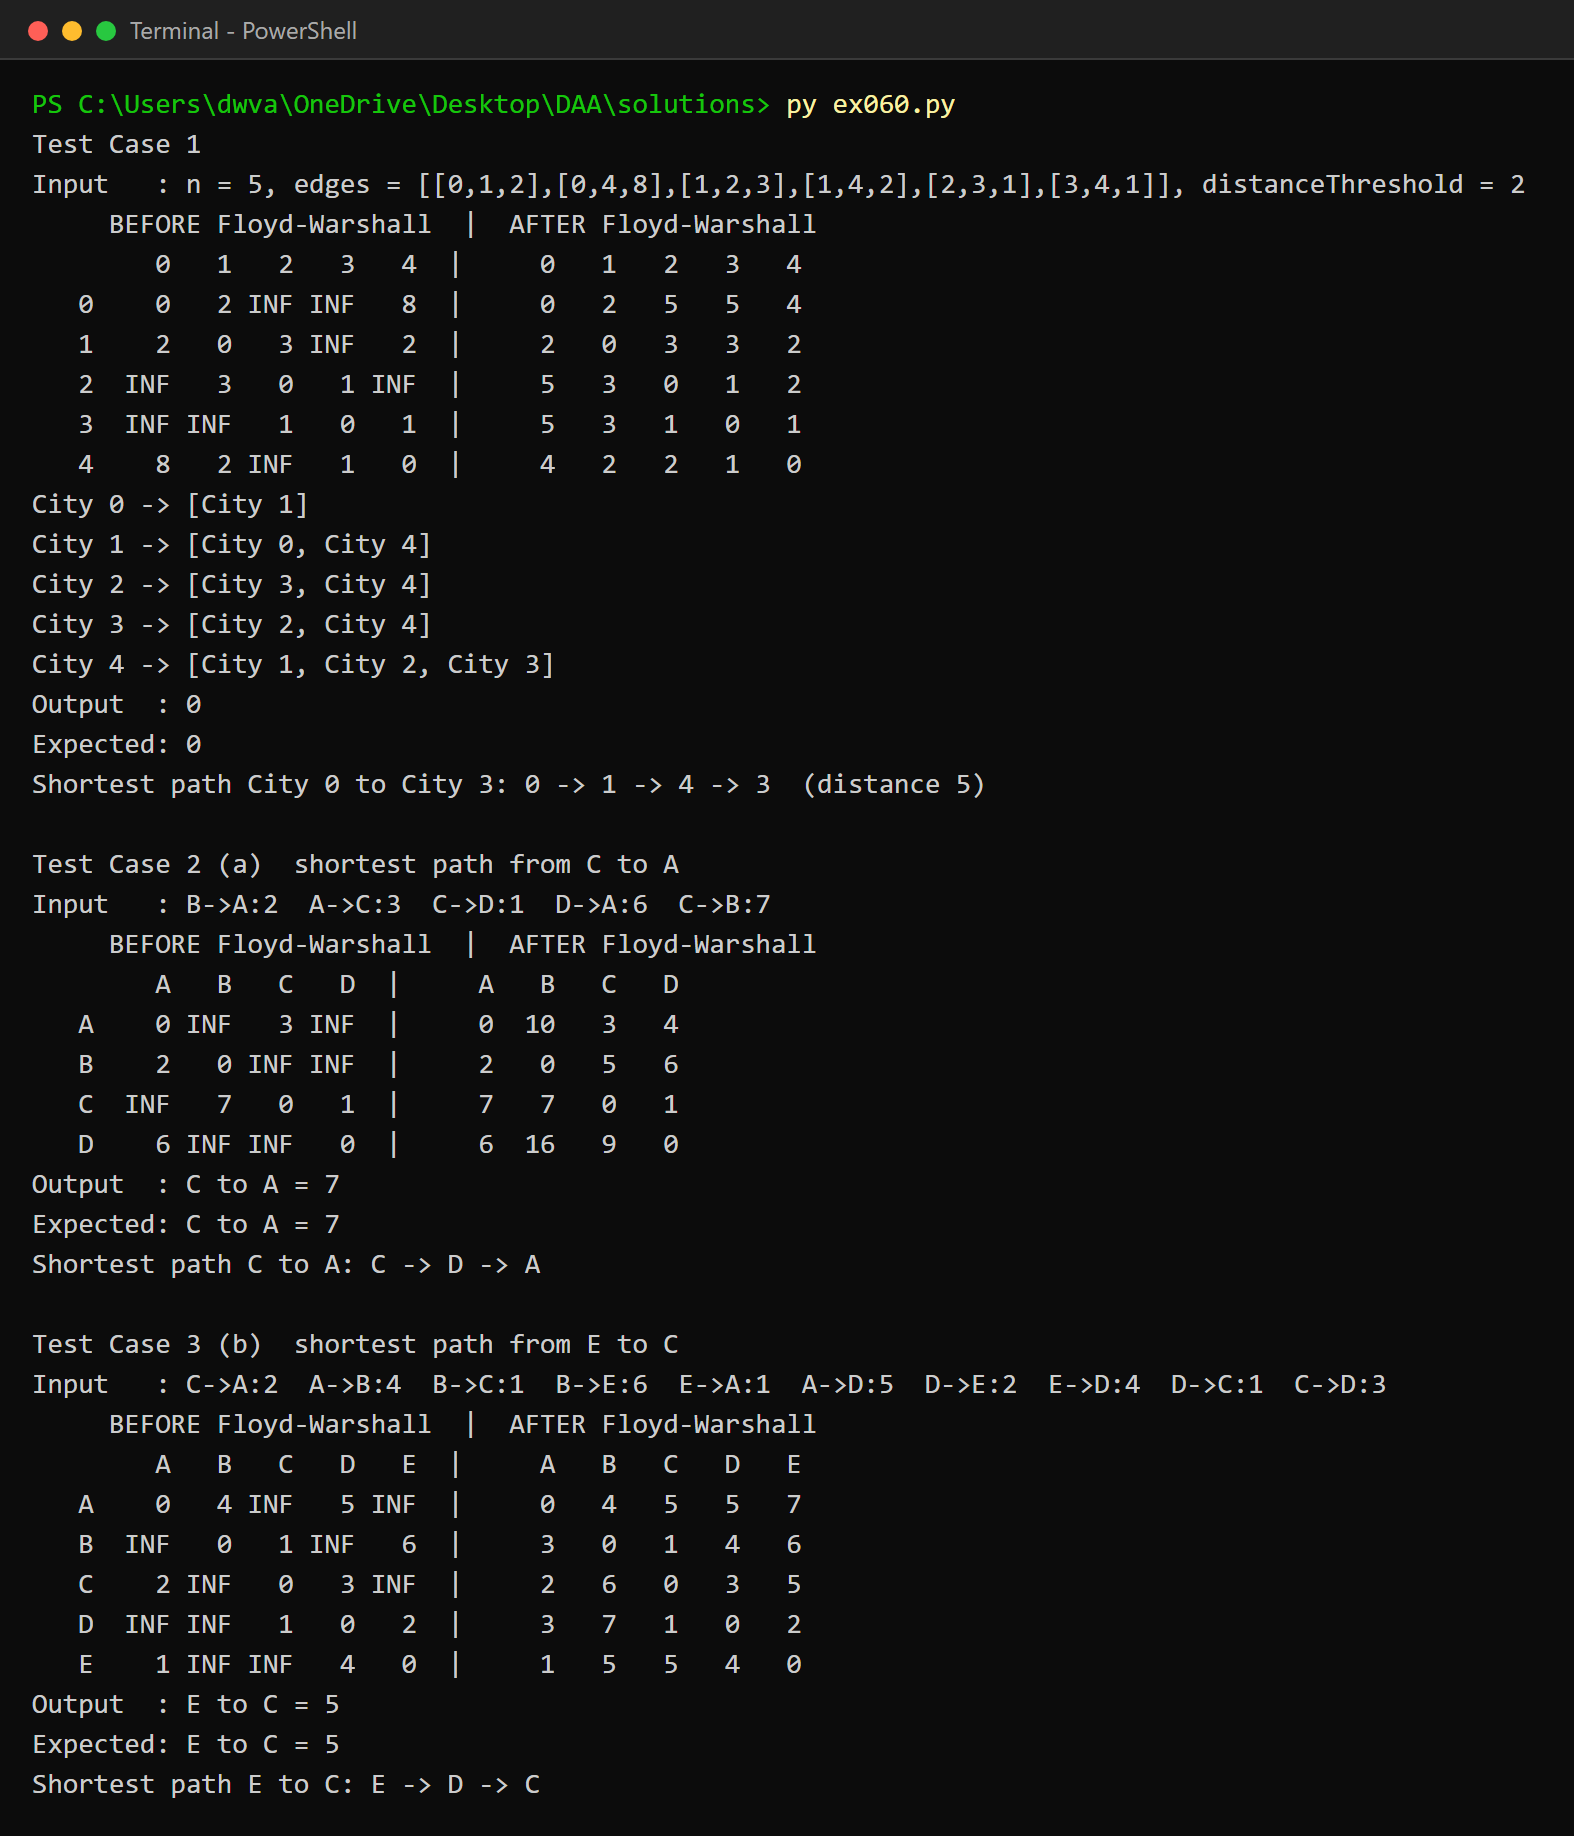 Terminal - PowerShell
PS C:\Users\dwva\OneDrive\Desktop\DAA\solutions> py ex060.py
Test Case 1
Input   : n = 5, edges = [[0,1,2],[0,4,8],[1,2,3],[1,4,2],[2,3,1],[3,4,1]], distanceThreshold = 2
     BEFORE Floyd-Warshall  |  AFTER Floyd-Warshall
        0   1   2   3   4  |     0   1   2   3   4
   0    0   2 INF INF   8  |     0   2   5   5   4
   1    2   0   3 INF   2  |     2   0   3   3   2
   2  INF   3   0   1 INF  |     5   3   0   1   2
   3  INF INF   1   0   1  |     5   3   1   0   1
   4    8   2 INF   1   0  |     4   2   2   1   0
City 0 -> [City 1]
City 1 -> [City 0, City 4]
City 2 -> [City 3, City 4]
City 3 -> [City 2, City 4]
City 4 -> [City 1, City 2, City 3]
Output  : 0
Expected: 0
Shortest path City 0 to City 3: 0 -> 1 -> 4 -> 3  (distance 5)
Test Case 2 (a)  shortest path from C to A
Input   : B->A:2  A->C:3  C->D:1  D->A:6  C->B:7
     BEFORE Floyd-Warshall  |  AFTER Floyd-Warshall
        A   B   C   D  |     A   B   C   D
   A    0 INF   3 INF  |     0  10   3   4
   B    2   0 INF INF  |     2   0   5   6
   C  INF   7   0   1  |     7   7   0   1
   D    6 INF INF   0  |     6  16   9   0
Output  : C to A = 7
Expected: C to A = 7
Shortest path C to A: C -> D -> A
Test Case 3 (b)  shortest path from E to C
Input   : C->A:2  A->B:4  B->C:1  B->E:6  E->A:1  A->D:5  D->E:2  E->D:4  D->C:1  C->D:3
     BEFORE Floyd-Warshall  |  AFTER Floyd-Warshall
        A   B   C   D   E  |     A   B   C   D   E
   A    0   4 INF   5 INF  |     0   4   5   5   7
   B  INF   0   1 INF   6  |     3   0   1   4   6
   C    2 INF   0   3 INF  |     2   6   0   3   5
   D  INF INF   1   0   2  |     3   7   1   0   2
   E    1 INF INF   4   0  |     1   5   5   4   0
Output  : E to C = 5
Expected: E to C = 5
Shortest path E to C: E -> D -> C